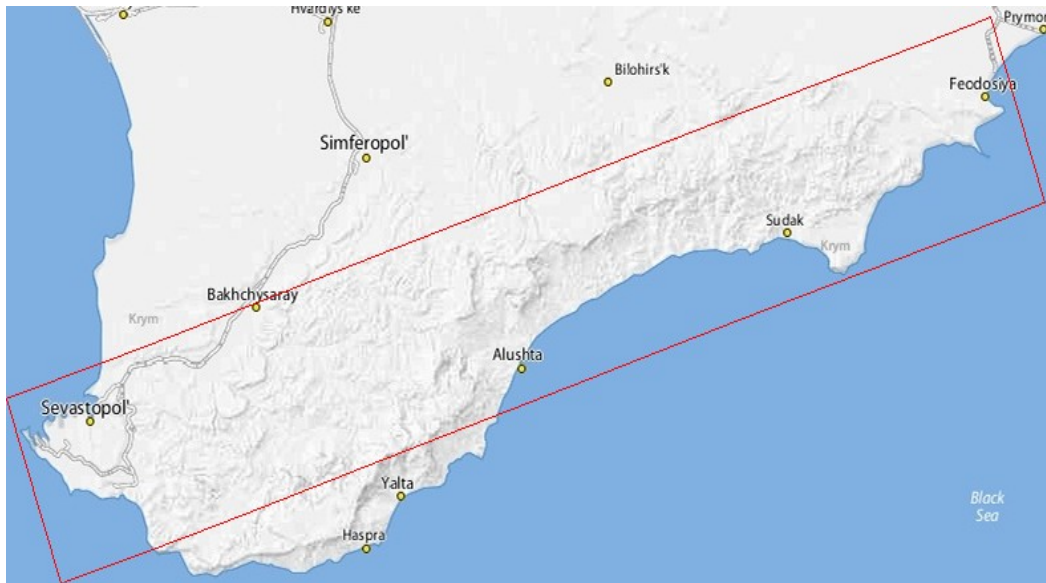 Hvardiys'ke
Prymor
Bilohirs'k
Feodosiya
Simferopol'
Sudak
Krym
Bakhchysaray
Krym
Alushta
Sevastopol'
Yalta
Black
Sea
Haspra